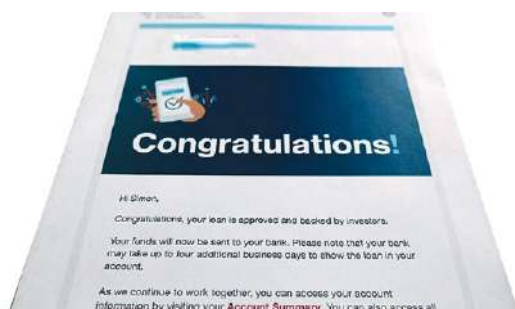 Congratulations!
Hi Simon,
Congratulations, your loan is approved and backed by investors.
Your funds will now be sent to your bank. Please note that your bank
may take up to four additional business days to show the loan in your
account.
As we continue to work together, you can access your account
information by visiting your Account Summary. You can also access all